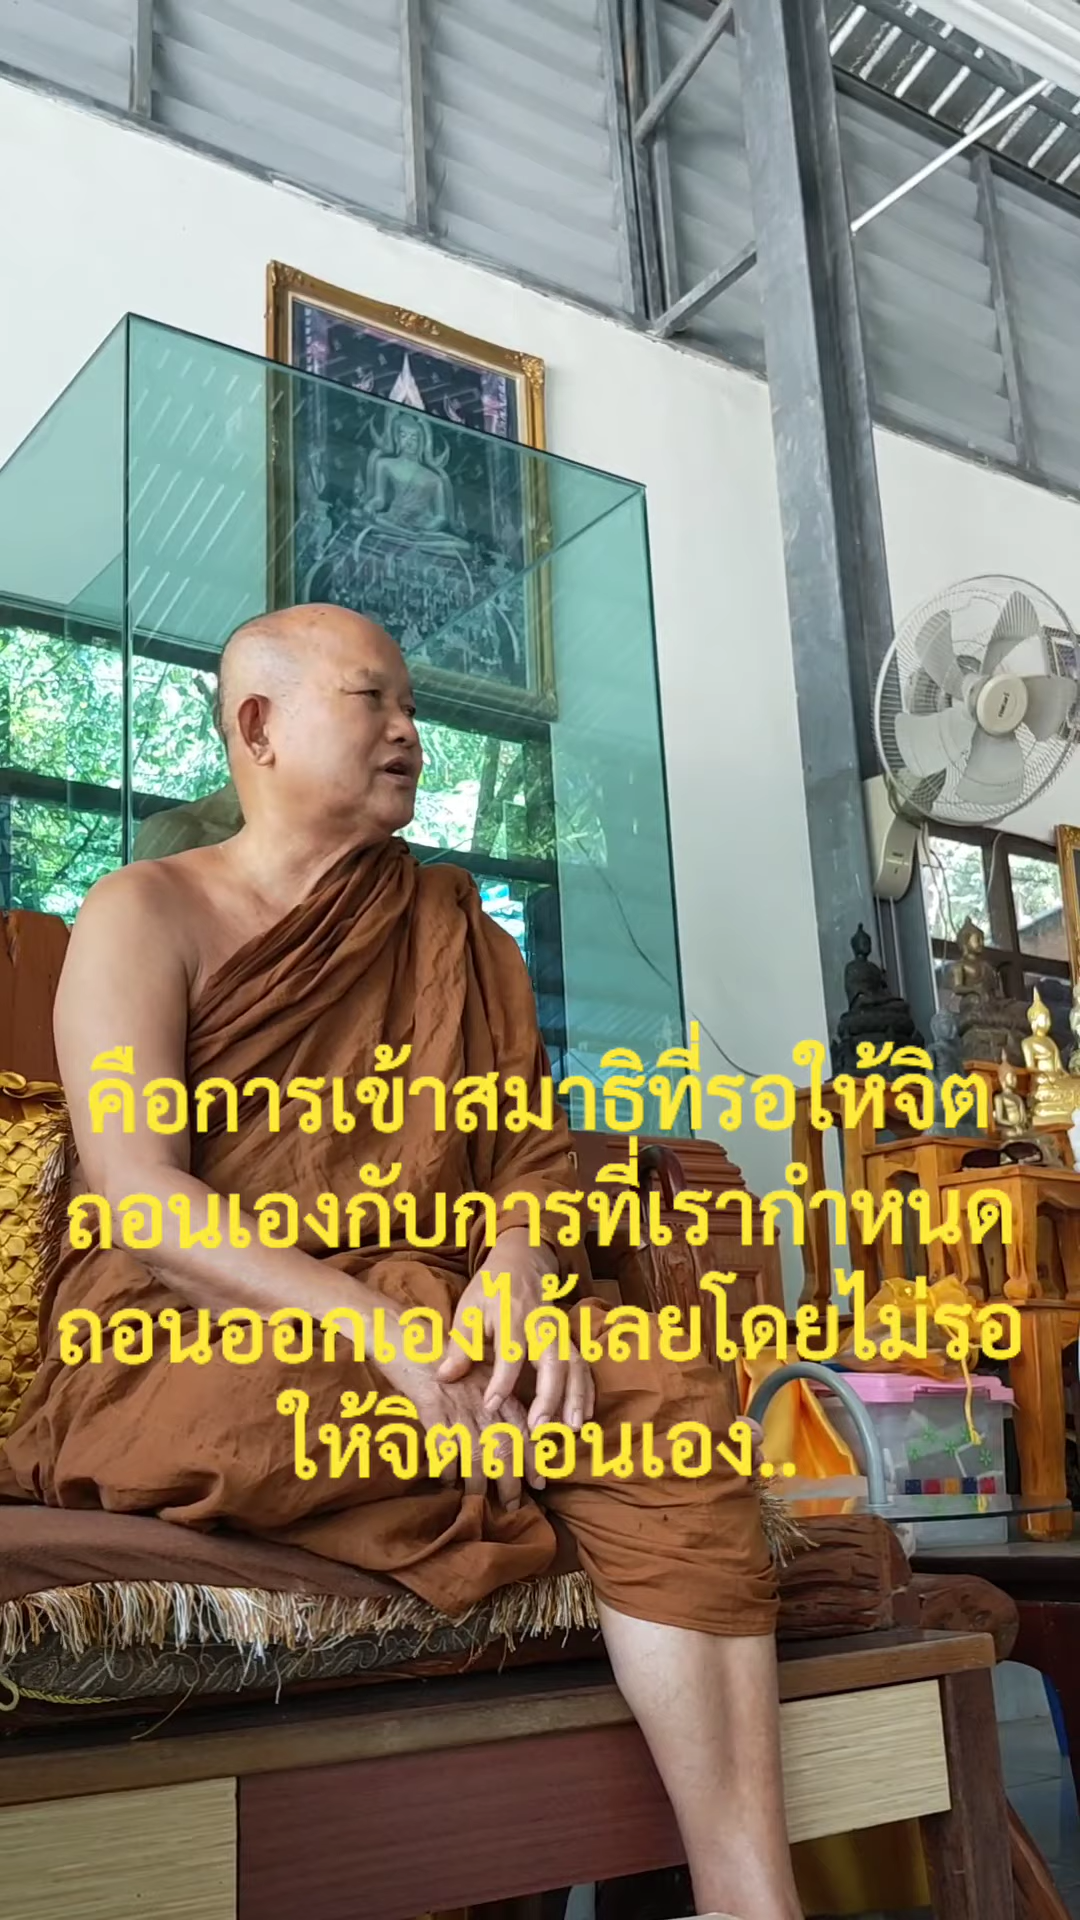 คือการเข้าสมาธิที่รอให้จิต
ถอนเองกับการที่เรากำหนด
ถอนออกเองได้เลยโดยไม่รอ
ให้จิตถอนเอง..